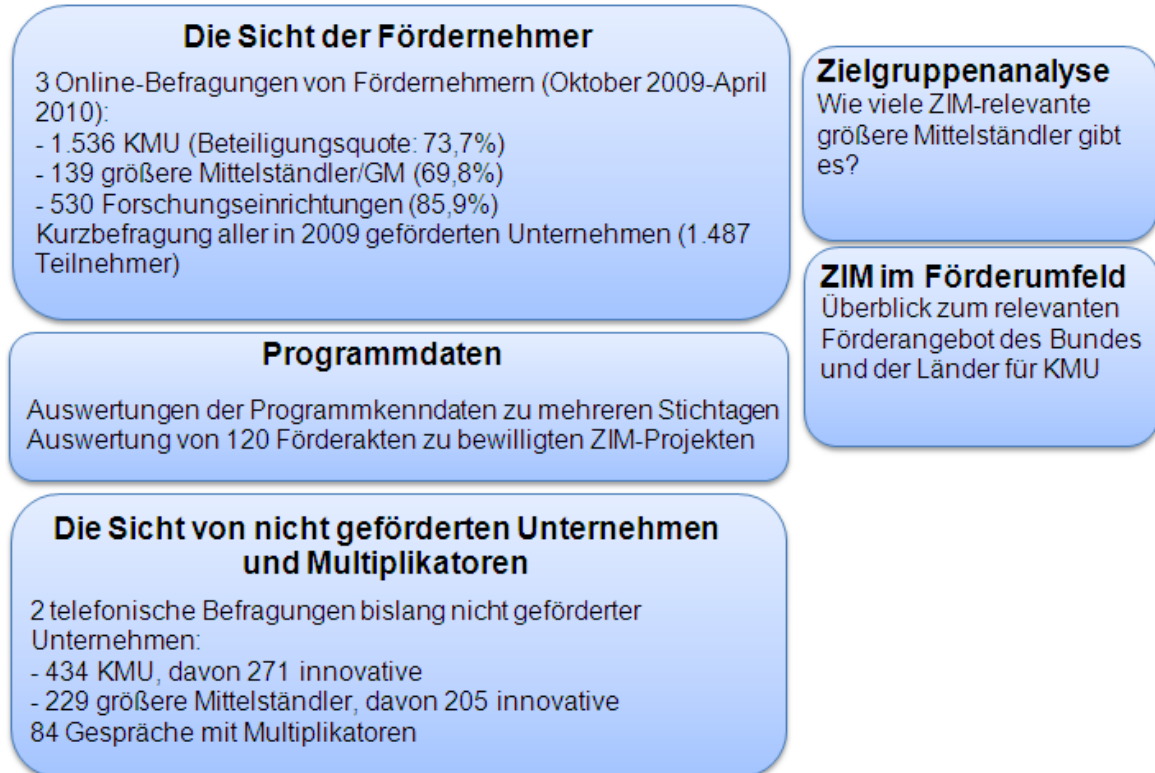 Die Sicht der Fördernehmer
3 Online-Befragungen von Fördernehmern (Oktober 2009-April
2010):
- 1.536 KMU (Beteiligungsquote: 73,7%)
- 139 größere Mittelständler/GM (69,8%)
- 530 Forschungseinrichtungen (85,9%)
Kurzbefragung aller in 2009 geförderten Unternehmen (1.487
Teilnehmer)
Programmdaten
Auswertungen der Programmkenndaten zu mehreren Stichtagen
Auswertung von 120 Förderakten zu bewilligten ZIM-Projekten
Die Sicht von nicht geförderten Unternehmen
und Multiplikatoren
2 telefonische Befragungen bislang nicht geförderter
Unternehmen:
- 434 KMU, davon 271 innovative
- 229 größere Mittelständler, davon 205 innovative
84 Gespräche mit Multiplikatoren
Zielgruppenanalyse
Wie viele ZIM-relevante
größere Mittelständler gibt
es?
ZIM im Förderumfeld
Überblick zum relevanten
Förderangebot des Bundes
und der Länder für KMU